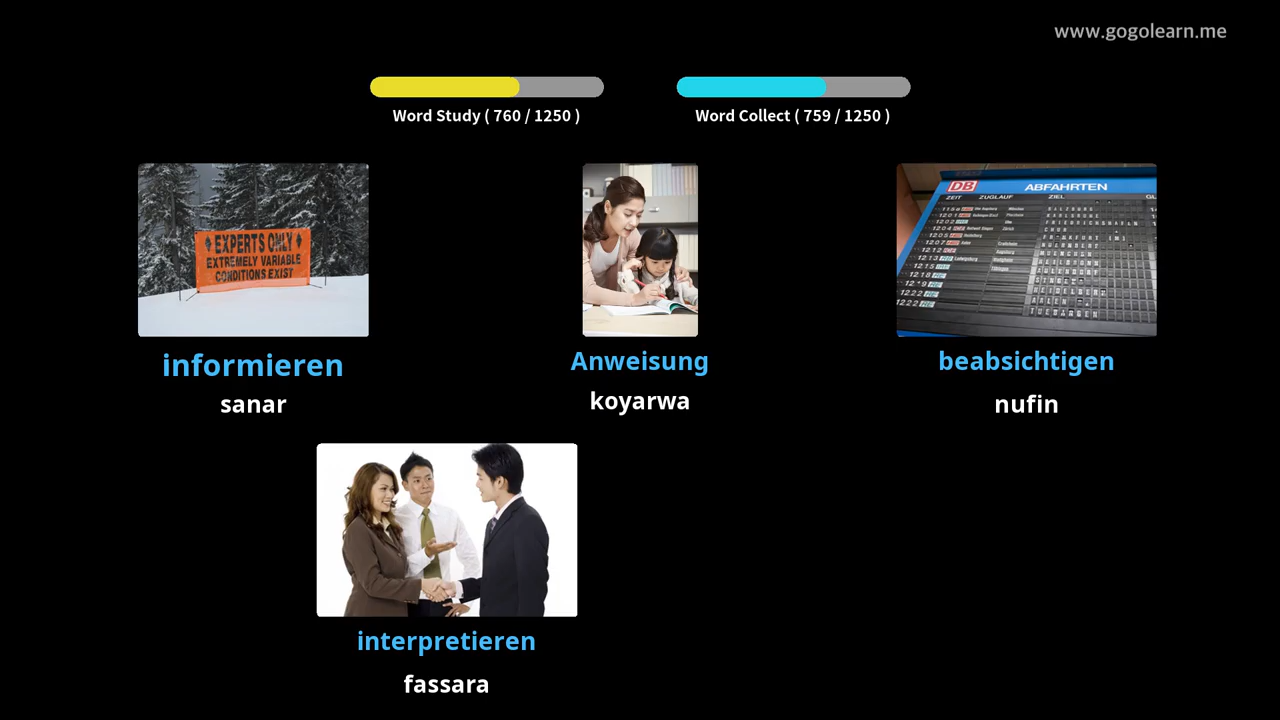 www.gogolearn.me
Word Study ( 760 / 1250 )
Word Collect ( 759 / 1250 )
EXPERTS ONLY
EXTREMELY VARIABLE
CONDITIONS EXIST
DB ABFAHRTEN
ZEIT ZUGLAUF ZIEL
informieren
sanar
Anweisung
koyarwa
beabsichtigen
nufin
interpretieren
fassara